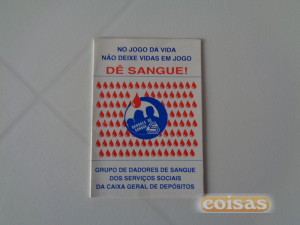 NO JOGO DA VIDA
NÃO DEIXE VIDAS EM JOGO
DÊ SANGUE!
GRUPO DE DADORES DE SANGUE
DOS SERVIÇOS SOCIAIS
DA CAIXA GERAL DE DEPÓSITOS
coisas